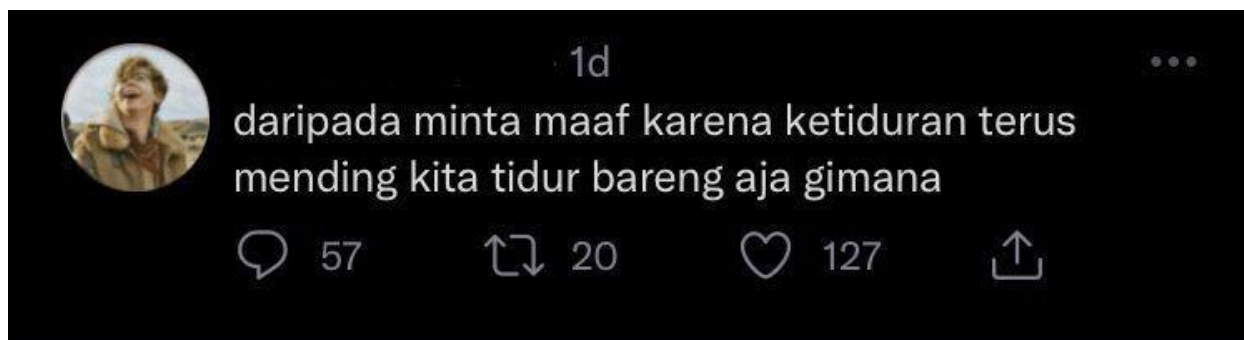 1d
daripada minta maaf karena ketiduran terus
mending kita tidur bareng aja gimana
57 20 127